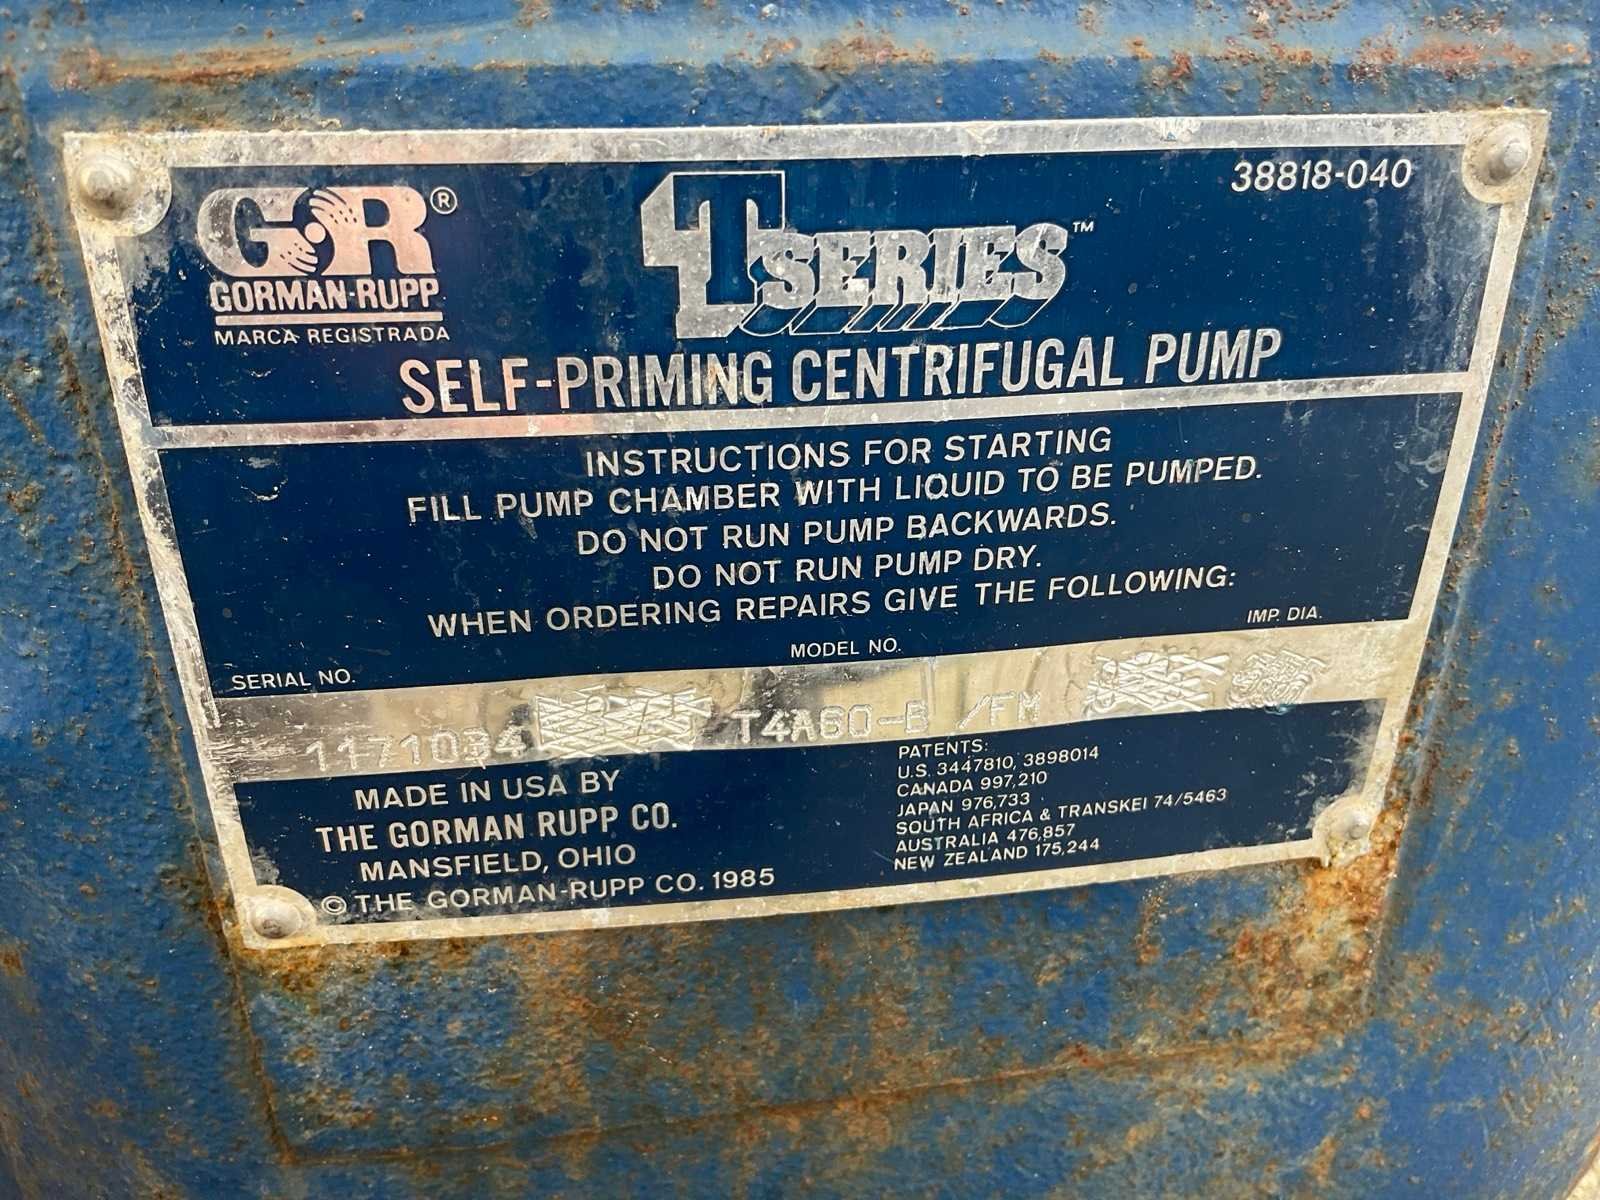 38818-040
GR®
GORMAN-RUPP
MARCA REGISTRADA
T SERIES™
SELF-PRIMING CENTRIFUGAL PUMP
INSTRUCTIONS FOR STARTING
FILL PUMP CHAMBER WITH LIQUID TO BE PUMPED.
DO NOT RUN PUMP BACKWARDS.
DO NOT RUN PUMP DRY.
WHEN ORDERING REPAIRS GIVE THE FOLLOWING:
SERIAL NO. MODEL NO. IMP. DIA.
1171034 T4A60-B /FM
MADE IN USA BY
THE GORMAN RUPP CO.
MANSFIELD, OHIO
© THE GORMAN-RUPP CO. 1985
PATENTS:
U.S. 3447810, 3898014
CANADA 997,210
JAPAN 976,733
SOUTH AFRICA & TRANSKEI 74/5463
AUSTRALIA 476,857
NEW ZEALAND 175,244